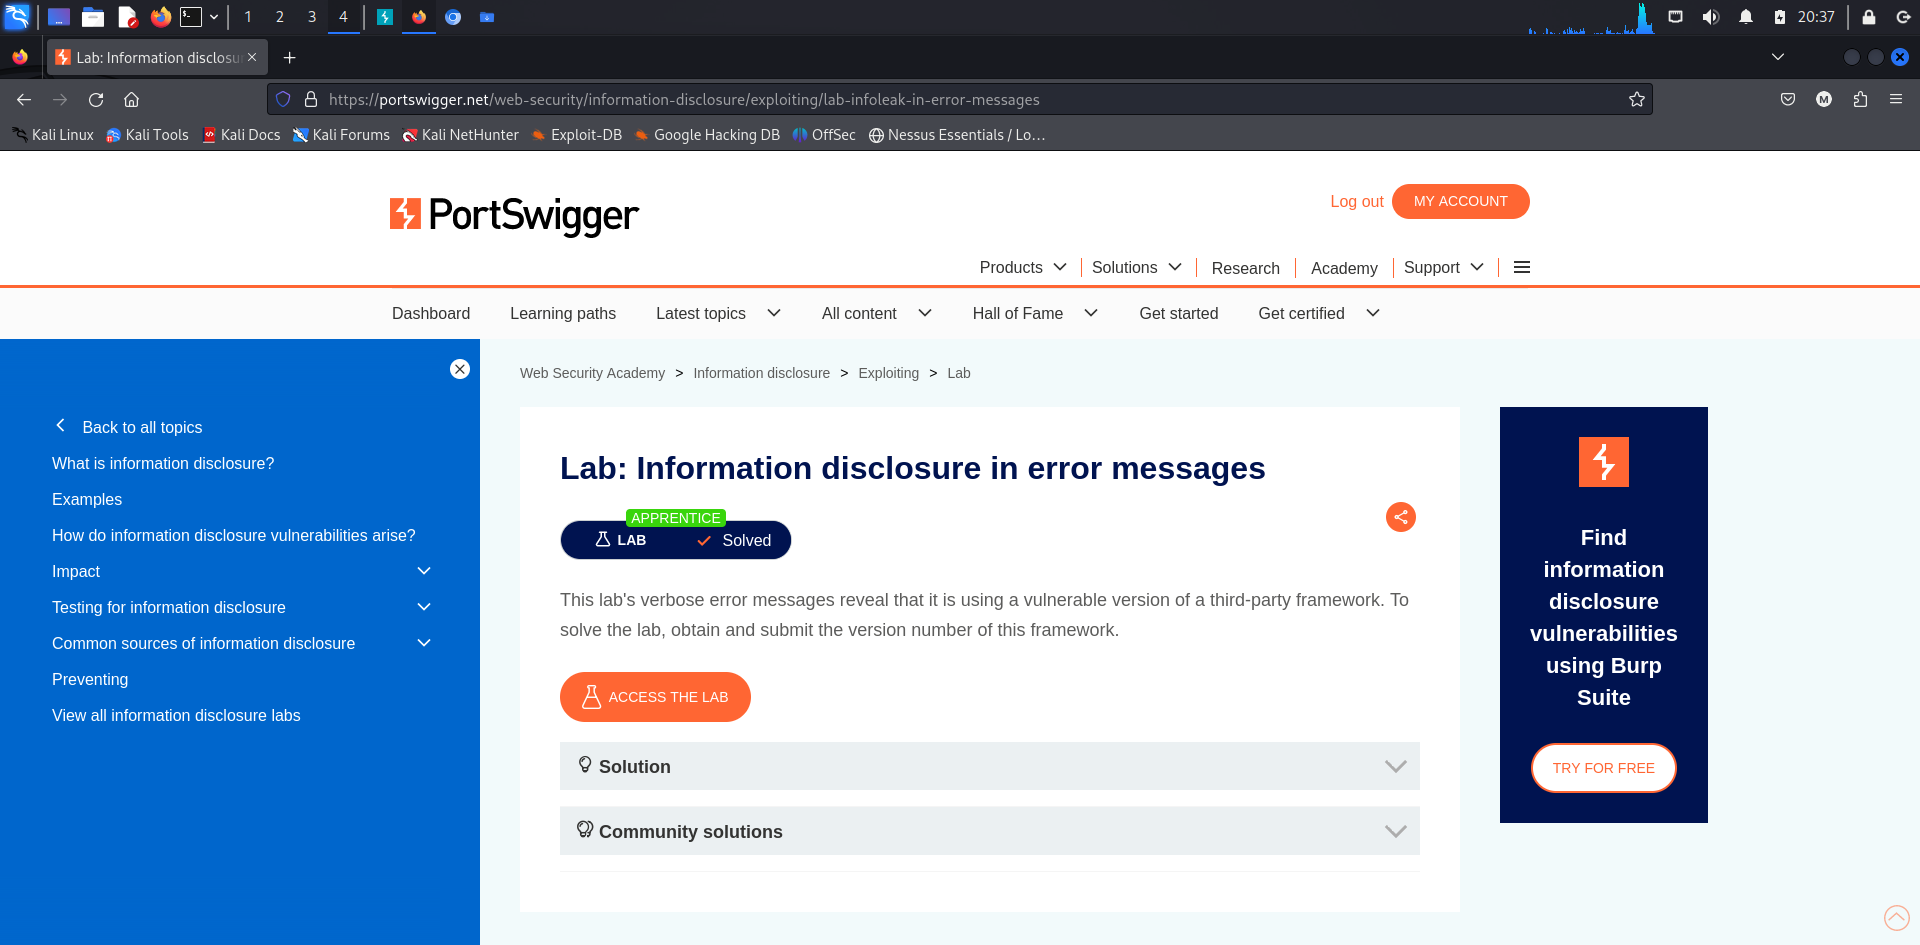 1 2 3 4
20:37
Lab: Information disclosu
https://portswigger.net/web-security/information-disclosure/exploiting/lab-infoleak-in-error-messages
M
Kali Linux Kali Tools Kali Docs Kali Forums Kali NetHunter Exploit-DB Google Hacking DB OffSec Nessus Essentials / Lo…
PortSwigger
Log out MY ACCOUNT
Products Solutions Research Academy Support
Dashboard Learning paths Latest topics All content Hall of Fame Get started Get certified
Back to all topics
What is information disclosure?
Examples
How do information disclosure vulnerabilities arise?
Impact
Testing for information disclosure
Common sources of information disclosure
Preventing
View all information disclosure labs
Web Security Academy > Information disclosure > Exploiting > Lab
Lab: Information disclosure in error messages
APPRENTICE
LAB Solved
This lab's verbose error messages reveal that it is using a vulnerable version of a third-party framework. To
solve the lab, obtain and submit the version number of this framework.
ACCESS THE LAB
Solution
Community solutions
Find
information
disclosure
vulnerabilities
using Burp
Suite
TRY FOR FREE